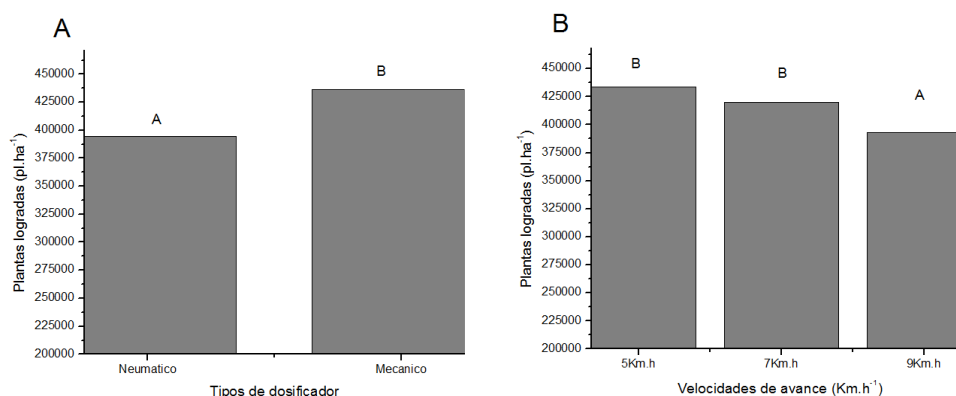 A
450000
425000
400000
375000
350000
325000
300000
275000
250000
225000
200000
Plantas logradas (pl.ha⁻¹)
A
B
Neumatico
Mecanico
Tipos de dosificador
B
450000
425000
400000
375000
350000
325000
300000
275000
250000
225000
200000
Plantas logradas (pl.ha⁻¹)
B
B
A
5Km.h
7Km.h
9Km.h
Velocidades de avance (Km.h⁻¹)